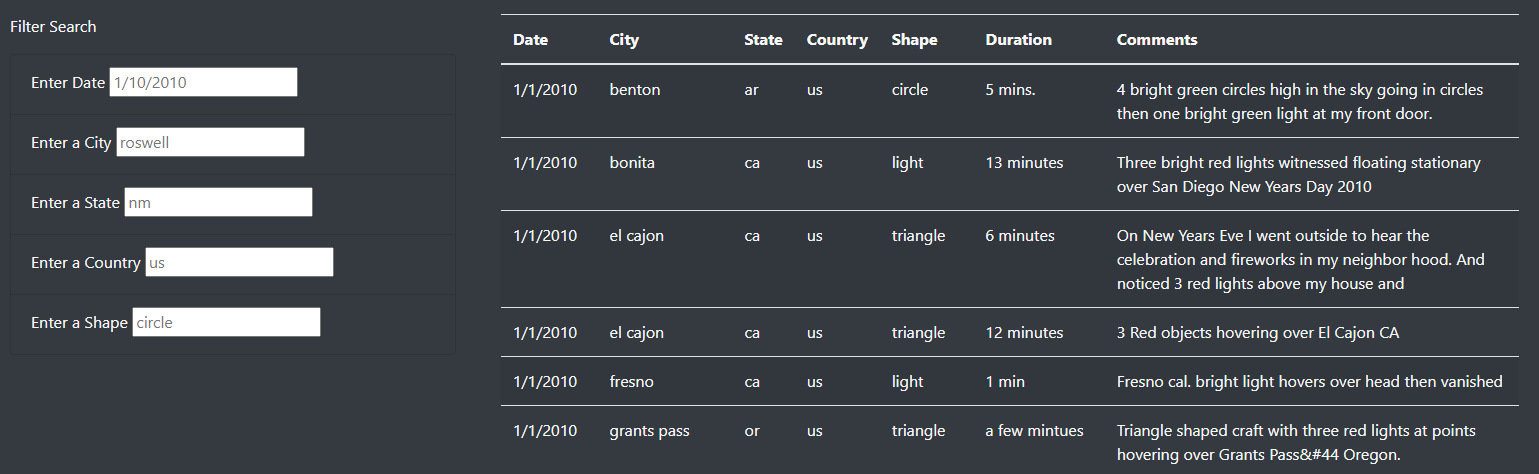 Filter Search
Enter Date 1/10/2010
Enter a City roswell
Enter a State nm
Enter a Country us
Enter a Shape circle
Date City State Country Shape Duration Comments
1/1/2010 benton ar us circle 5 mins. 4 bright green circles high in the sky going in circles
then one bright green light at my front door.
1/1/2010 bonita ca us light 13 minutes Three bright red lights witnessed floating stationary
over San Diego New Years Day 2010
1/1/2010 el cajon ca us triangle 6 minutes On New Years Eve I went outside to hear the
celebration and fireworks in my neighbor hood. And
noticed 3 red lights above my house and
1/1/2010 el cajon ca us triangle 12 minutes 3 Red objects hovering over El Cajon CA
1/1/2010 fresno ca us light 1 min Fresno cal. bright light hovers over head then vanished
1/1/2010 grants pass or us triangle a few mintues Triangle shaped craft with three red lights at points
hovering over Grants Pass&#44 Oregon.